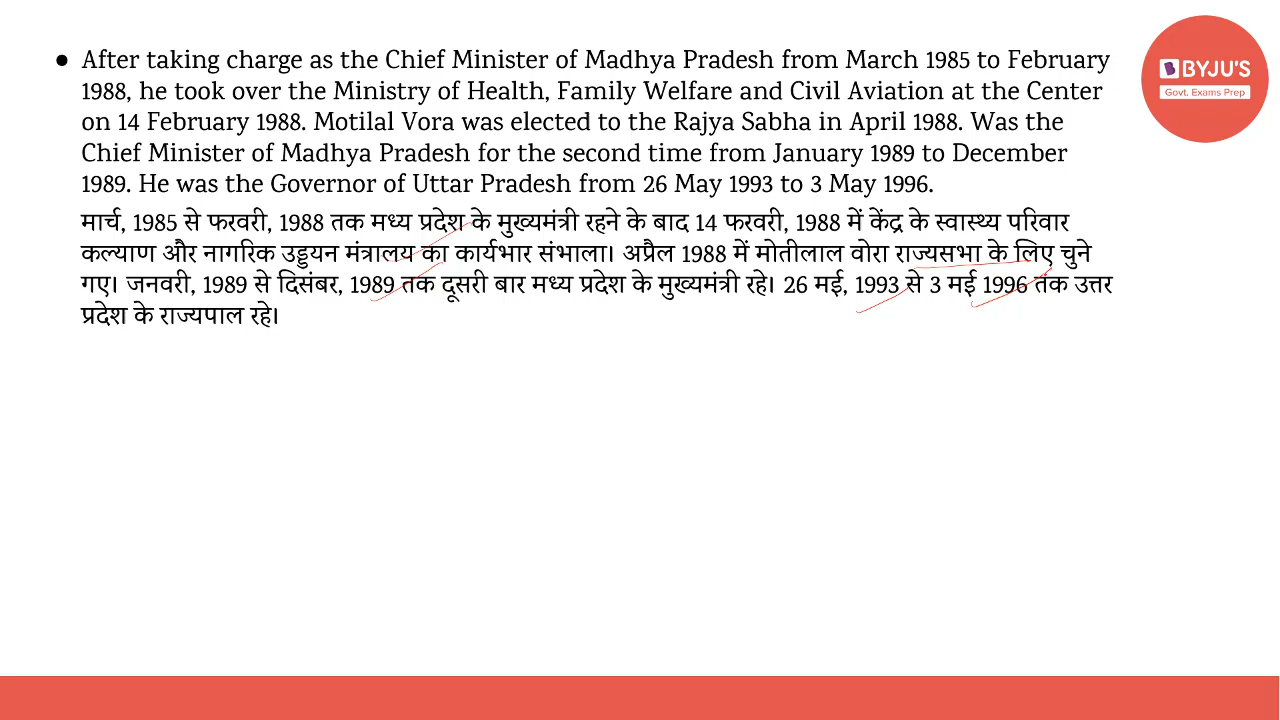 ● After taking charge as the Chief Minister of Madhya Pradesh from March 1985 to February
1988, he took over the Ministry of Health, Family Welfare and Civil Aviation at the Center
on 14 February 1988. Motilal Vora was elected to the Rajya Sabha in April 1988. Was the
Chief Minister of Madhya Pradesh for the second time from January 1989 to December
1989. He was the Governor of Uttar Pradesh from 26 May 1993 to 3 May 1996.
मार्च, 1985 से फरवरी, 1988 तक मध्य प्रदेश के मुख्यमंत्री रहने के बाद 14 फरवरी, 1988 में केंद्र के स्वास्थ्य परिवार
कल्याण और नागरिक उड्डयन मंत्रालय का कार्यभार संभाला। अप्रैल 1988 में मोतीलाल वोरा राज्यसभा के लिए चुने
गए। जनवरी, 1989 से दिसंबर, 1989 तक दूसरी बार मध्य प्रदेश के मुख्यमंत्री रहे। 26 मई, 1993 से 3 मई 1996 तक उत्तर
प्रदेश के राज्यपाल रहे।
BYJU'S
Govt. Exams Prep